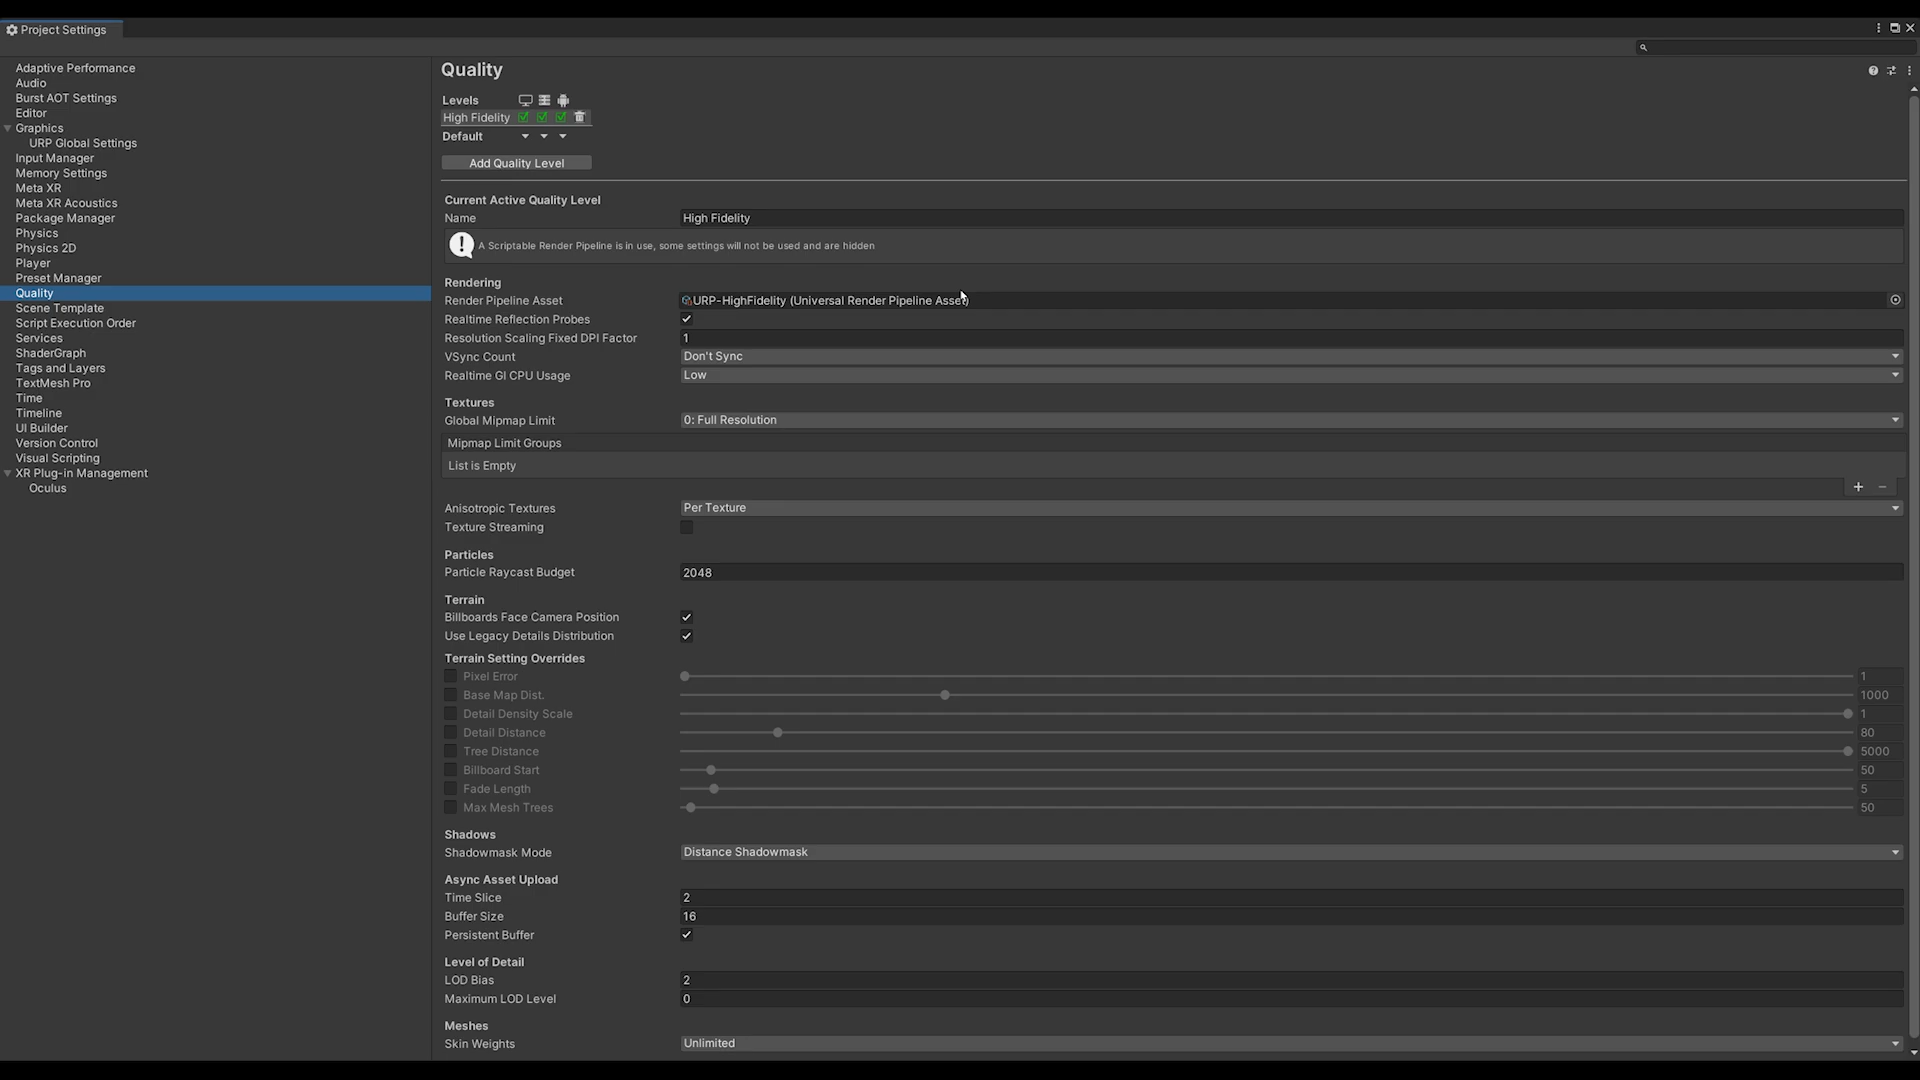 Project Settings
Adaptive Performance
Audio
Burst AOT Settings
Editor
Graphics
URP Global Settings
Input Manager
Memory Settings
Meta XR
Meta XR Acoustics
Package Manager
Physics
Physics 2D
Player
Preset Manager
Quality
Scene Template
Script Execution Order
Services
ShaderGraph
Tags and Layers
TextMesh Pro
Time
Timeline
UI Builder
Version Control
Visual Scripting
XR Plug-in Management
Oculus
Quality
Levels
High Fidelity
Default
Add Quality Level
Current Active Quality Level
Name High Fidelity
A Scriptable Render Pipeline is in use, some settings will not be used and are hidden
Rendering
Render Pipeline Asset URP-HighFidelity (Universal Render Pipeline Asset)
Realtime Reflection Probes
Resolution Scaling Fixed DPI Factor 1
VSync Count Don't Sync
Realtime GI CPU Usage Low
Textures
Global Mipmap Limit 0: Full Resolution
Mipmap Limit Groups
List is Empty
Anisotropic Textures Per Texture
Texture Streaming
Particles
Particle Raycast Budget 2048
Terrain
Billboards Face Camera Position
Use Legacy Details Distribution
Terrain Setting Overrides
Pixel Error 1
Base Map Dist. 1000
Detail Density Scale 1
Detail Distance 80
Tree Distance 5000
Billboard Start 50
Fade Length 5
Max Mesh Trees 50
Shadows
Shadowmask Mode Distance Shadowmask
Async Asset Upload
Time Slice 2
Buffer Size 16
Persistent Buffer
Level of Detail
LOD Bias 2
Maximum LOD Level 0
Meshes
Skin Weights Unlimited